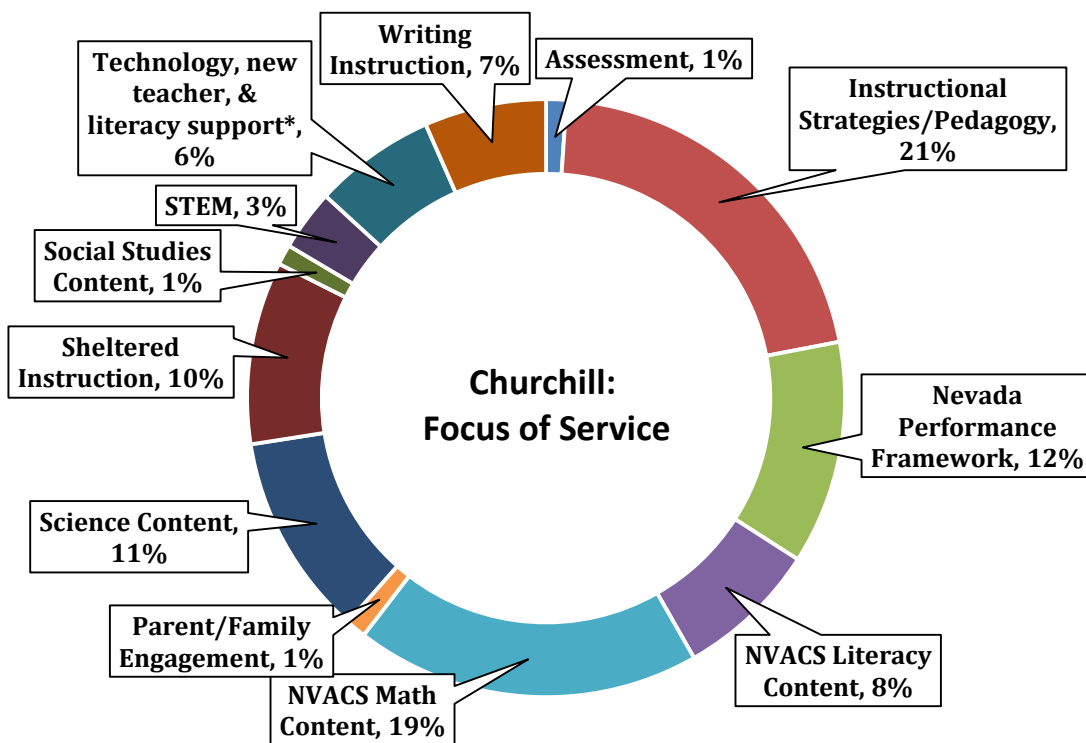 Writing
Instruction, 7%
Assessment, 1%
Technology, new
teacher, &
literacy support*,
6%
Instructional
Strategies/Pedagogy,
21%
STEM, 3%
Social Studies
Content, 1%
Sheltered
Instruction, 10%
Churchill:
Focus of Service
Nevada
Performance
Framework, 12%
Science Content,
11%
Parent/Family
Engagement, 1%
NVACS Literacy
Content, 8%
NVACS Math
Content, 19%